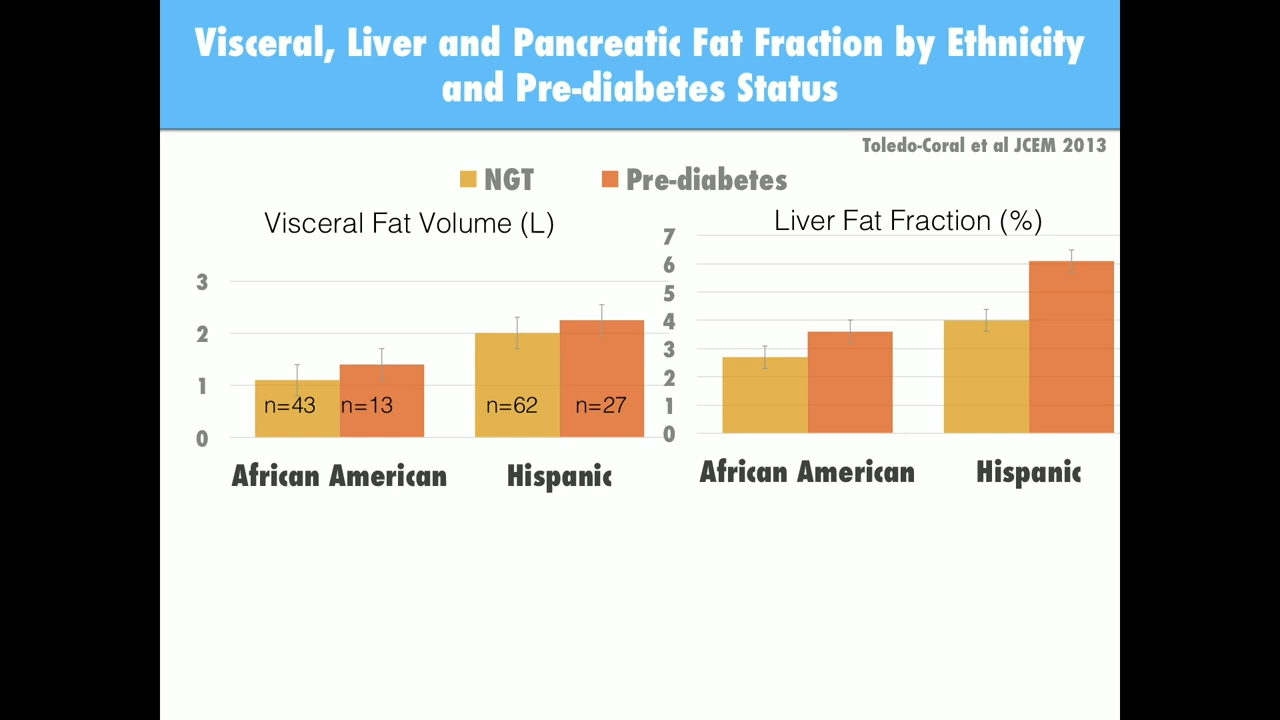 Visceral, Liver and Pancreatic Fat Fraction by Ethnicity
and Pre-diabetes Status
Toledo-Coral et al JCEM 2013
NGT
Pre-diabetes
Visceral Fat Volume (L)
3
2
1
0
n=43
n=13
n=62
n=27
African American
Hispanic
Liver Fat Fraction (%)
7
6
5
4
3
2
1
0
African American
Hispanic